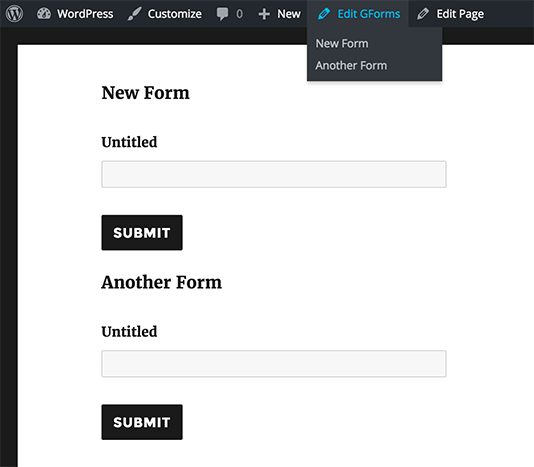 WordPress Customize 0 New Edit GForms Edit Page
New Form
Another Form
New Form
Untitled
SUBMIT
Another Form
Untitled
SUBMIT